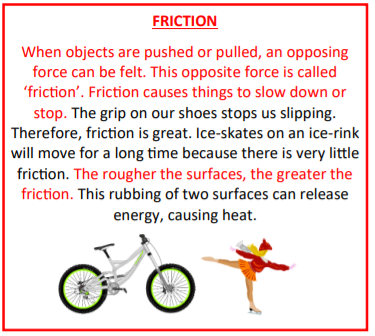 FRICTION
When objects are pushed or pulled, an opposing
force can be felt. This opposite force is called
‘friction’. Friction causes things to slow down or
stop. The grip on our shoes stops us slipping.
Therefore, friction is great. Ice-skates on an ice-rink
will move for a long time because there is very little
friction. The rougher the surfaces, the greater the
friction. This rubbing of two surfaces can release
energy, causing heat.